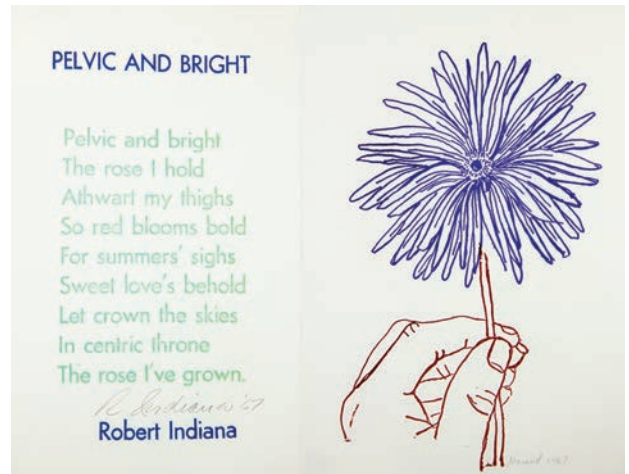 PELVIC AND BRIGHT
Pelvic and bright
The rose I hold
Athwart my thighs
So red blooms bold
For summers' sighs
Sweet love's behold
Let crown the skies
In centric throne
The rose I've grown.
R Indiana '
Robert Indiana